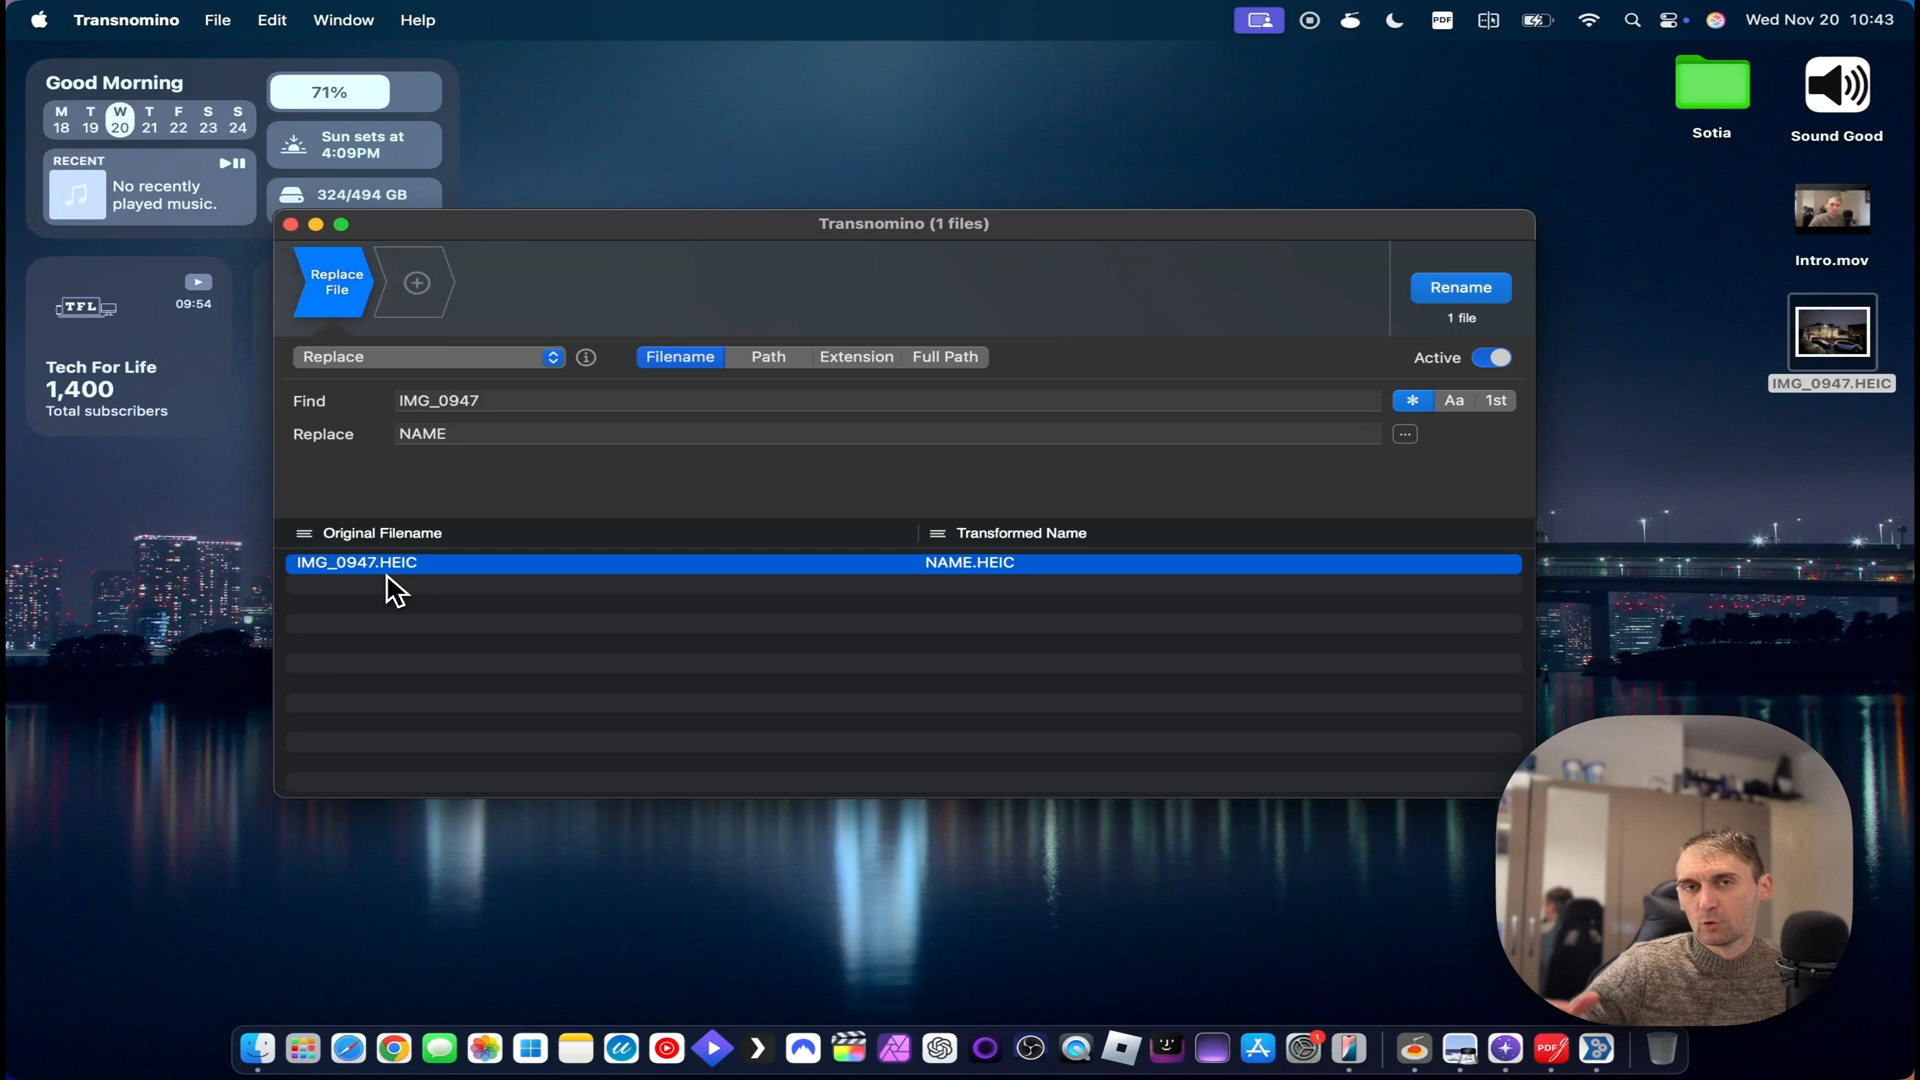 Transnomino File Edit Window Help
PDF
Wed Nov 20 10:43
Good Morning
M T W T F S S
18 19 20 21 22 23 24
71%
Sun sets at
4:09PM
RECENT
No recently
played music.
324/494 GB
TFL
09:54
Tech For Life
1,400
Total subscribers
Sotia
Sound Good
Intro.mov
IMG_0947.HEIC
Transnomino (1 files)
Replace
File
Rename
1 file
Replace
Filename Path Extension Full Path
Active
Find IMG_0947
* Aa 1st
Replace NAME
...
Original Filename Transformed Name
IMG_0947.HEIC NAME.HEIC
1
PDF